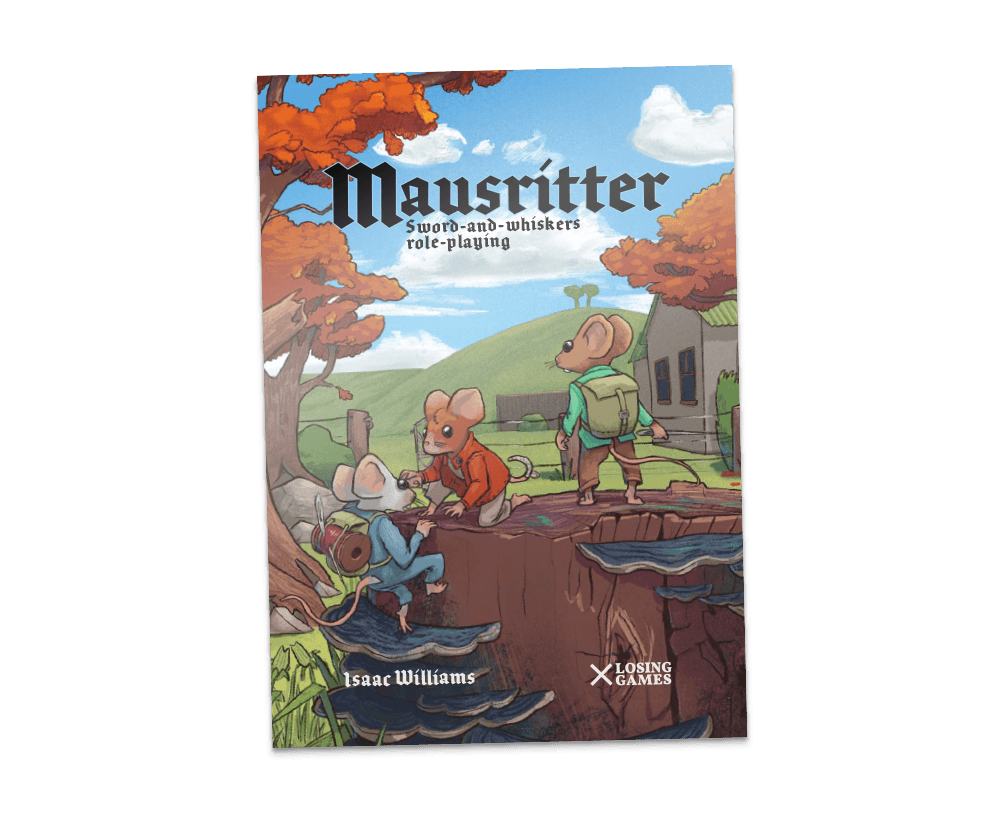 Mausritter
Sword-and-whiskers
role-playing
Isaac Williams
LOSING
GAMES